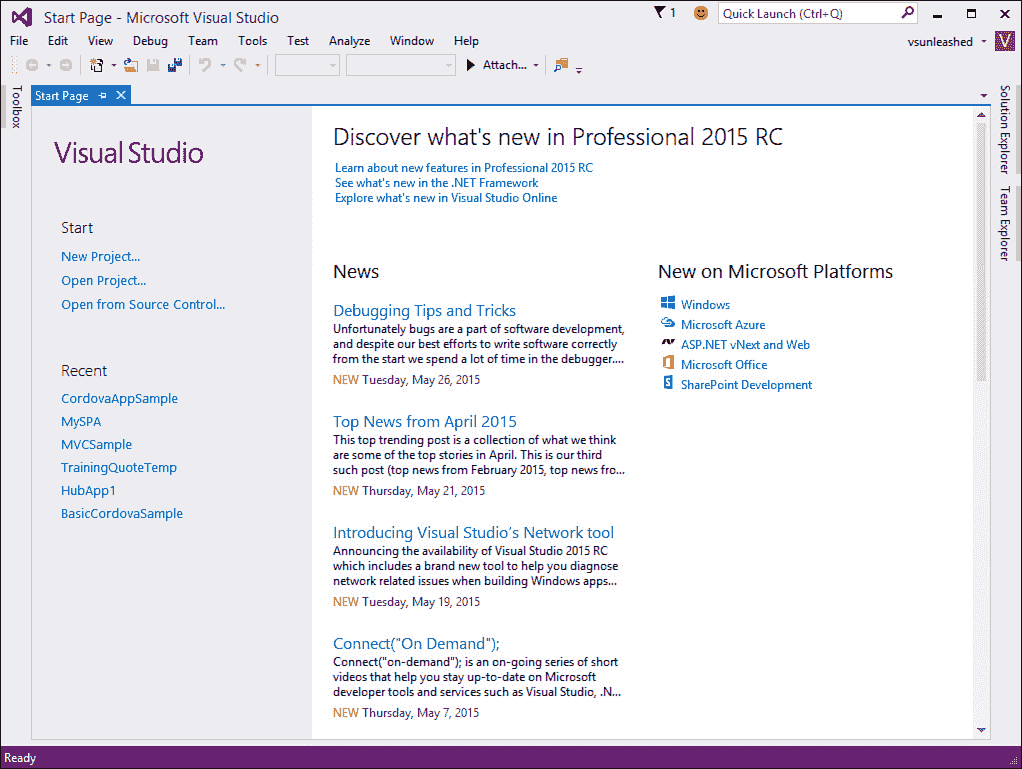 Start Page - Microsoft Visual Studio
1
Quick Launch (Ctrl+Q)
File Edit View Debug Team Tools Test Analyze Window Help
vsunleashed
V
Attach...
Toolbox
Start Page
Solution Explorer
Team Explorer
Visual Studio
Start
New Project...
Open Project...
Open from Source Control...
Recent
CordovaAppSample
MySPA
MVCSample
TrainingQuoteTemp
HubApp1
BasicCordovaSample
Discover what's new in Professional 2015 RC
Learn about new features in Professional 2015 RC
See what's new in the .NET Framework
Explore what's new in Visual Studio Online
News
Debugging Tips and Tricks
Unfortunately bugs are a part of software development,
and despite our best efforts to write software correctly
from the start we spend a lot of time in the debugger....
NEW Tuesday, May 26, 2015
Top News from April 2015
This top trending post is a collection of what we think
are some of the top stories in April. This is our third
such post (top news from February 2015, top news fro...
NEW Thursday, May 21, 2015
Introducing Visual Studio's Network tool
Announcing the availability of Visual Studio 2015 RC
which includes a brand new tool to help you diagnose
network related issues when building Windows apps...
NEW Tuesday, May 19, 2015
Connect("On Demand");
Connect("on-demand"); is an on-going series of short
videos that help you stay up-to-date on Microsoft
developer tools and services such as Visual Studio, .N...
NEW Thursday, May 7, 2015
New on Microsoft Platforms
Windows
Microsoft Azure
ASP.NET vNext and Web
Microsoft Office
SharePoint Development
Ready